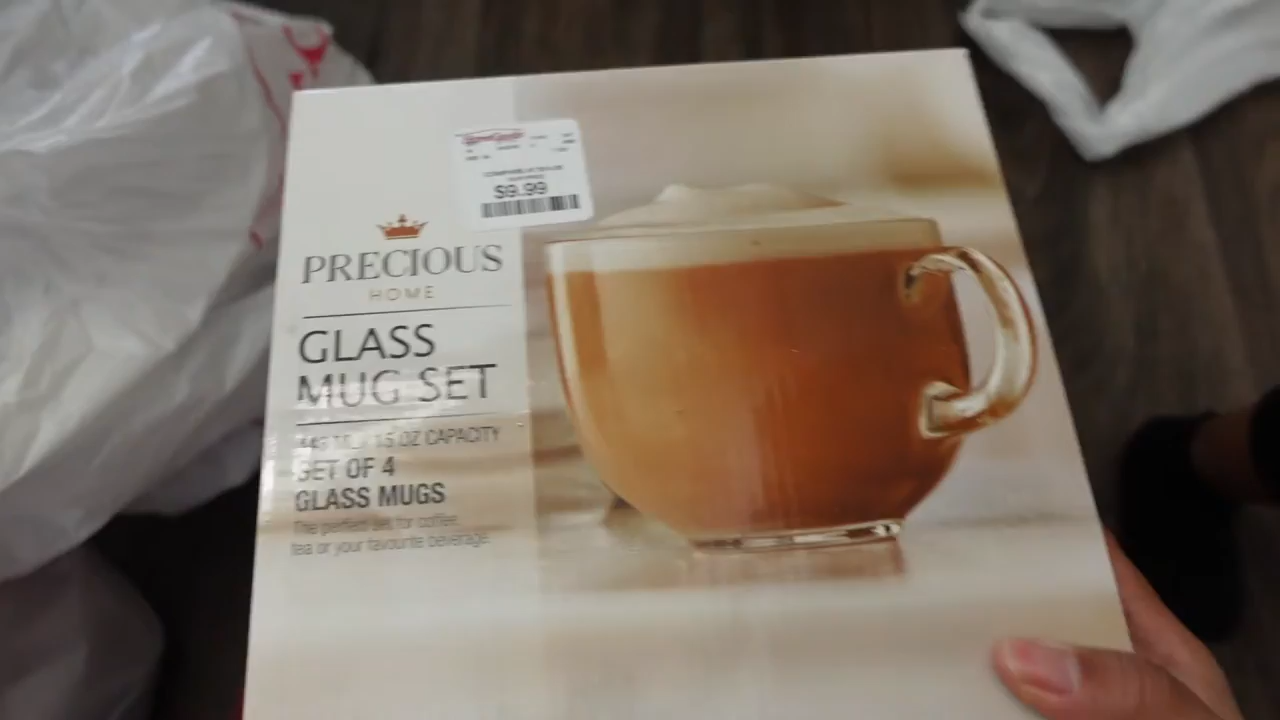 $9.99
PRECIOUS
HOME
GLASS
MUG SET
15 OZ CAPACITY
SET OF 4
GLASS MUGS
The perfect set for coffee,
tea or your favourite beverage.